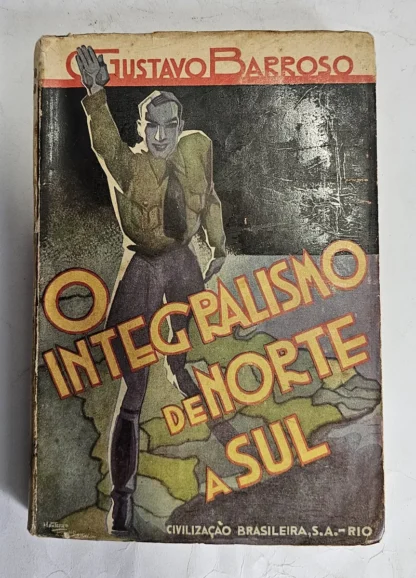 GUSTAVO BARROSO
O
INTEGRALISMO
DE NORTE
A SUL
CIVILIZAÇÃO BRASILEIRA, S.A.-RIO